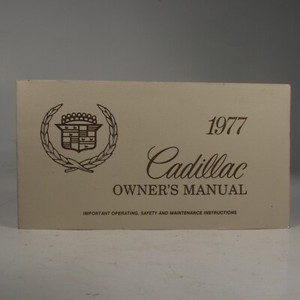 1977
Cadillac
OWNER'S MANUAL
IMPORTANT OPERATING, SAFETY AND MAINTENANCE INSTRUCTIONS